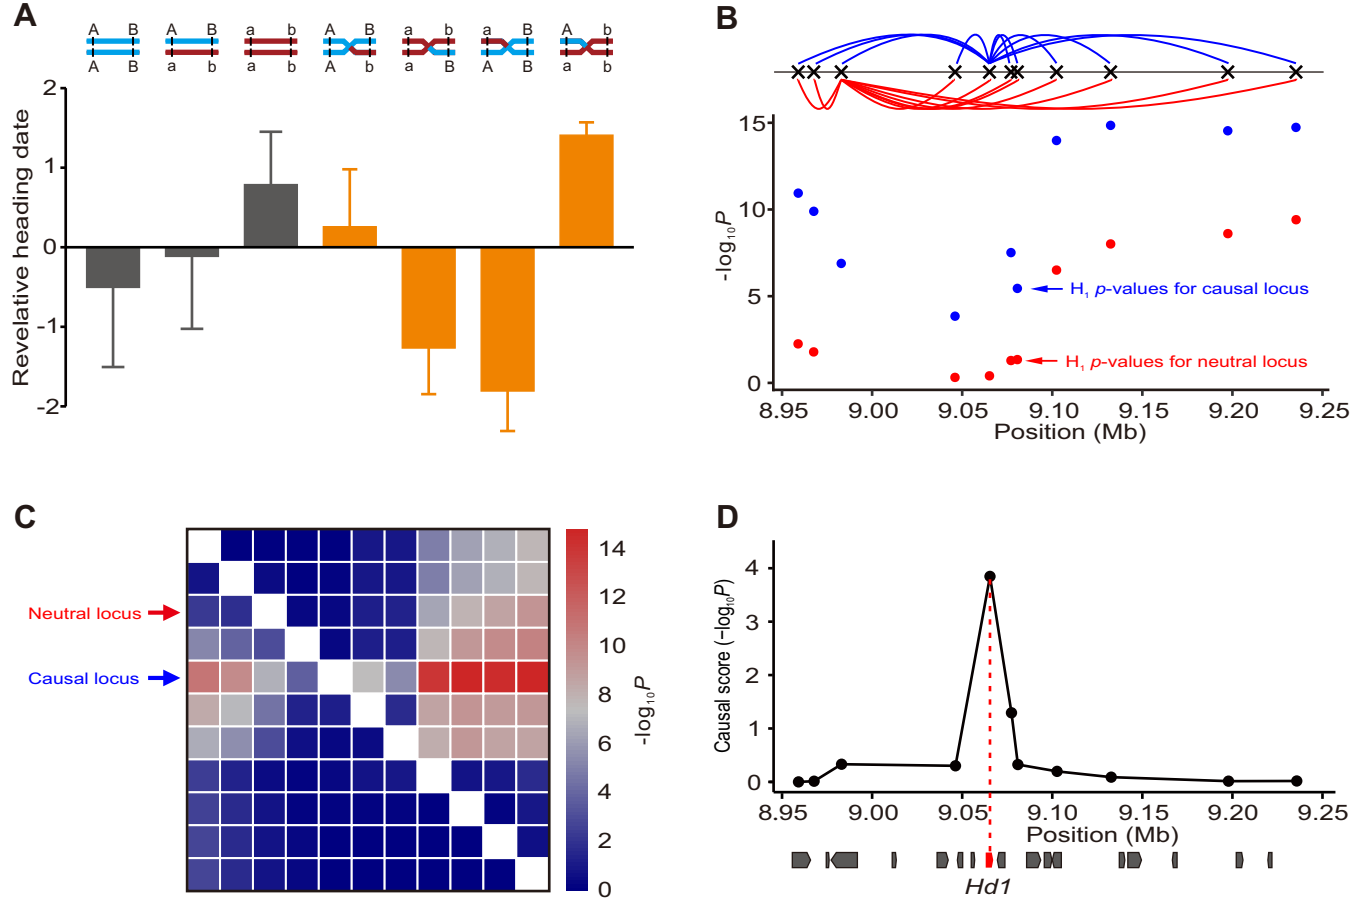 A
A B A B a b A B a b a B A b
A B a b a b a b A B A B a b
2
1
0
-1
-2
Revelative heading date
B
15
10
5
0
-log10P
H1 p-values for causal locus
H1 p-values for neutral locus
8.95 9.00 9.05 9.10 9.15 9.20 9.25
Position (Mb)
C
Neutral locus
Causal locus
14
12
10
8
6
4
2
0
-log10P
D
4
3
2
1
0
Causal score (−log10P)
8.95 9.00 9.05 9.10 9.15 9.20 9.25
Position (Mb)
Hd1